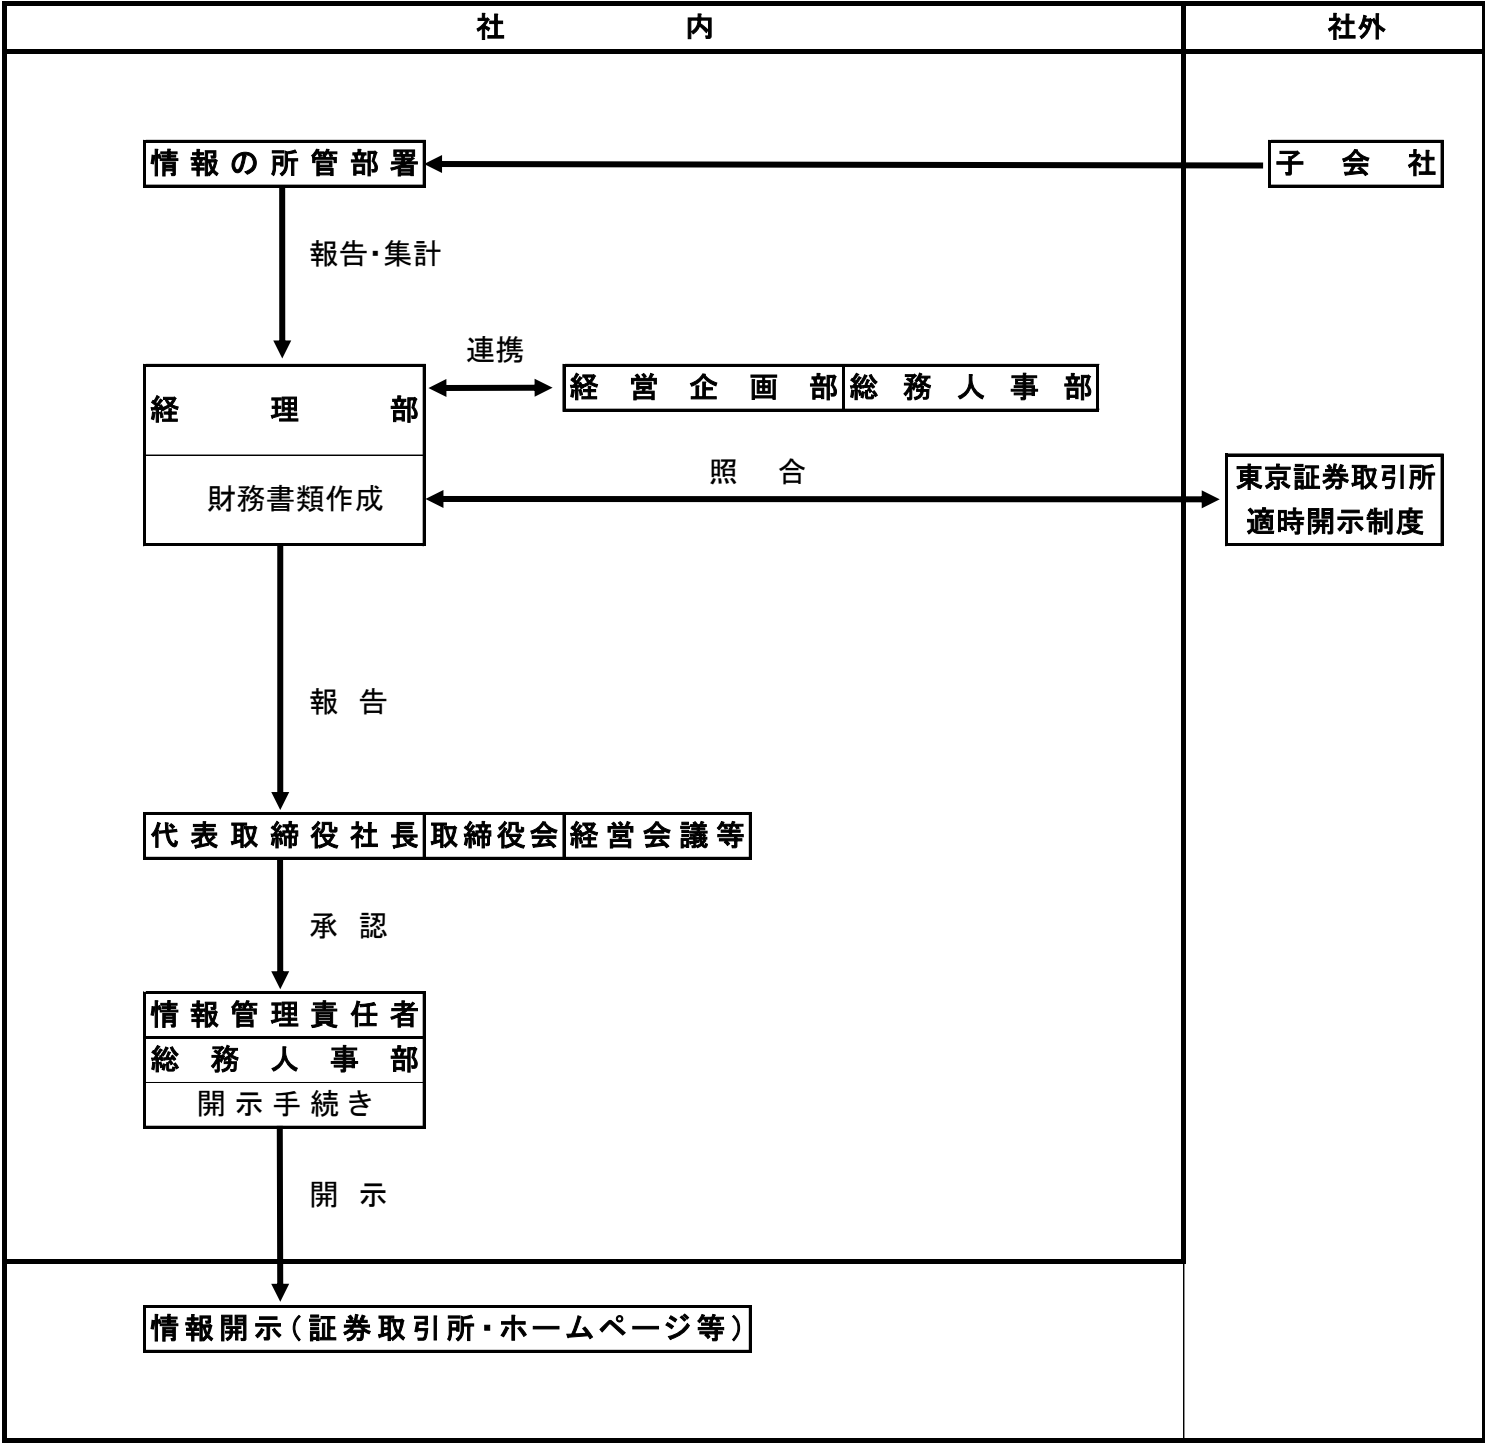 社内
社外
情報の所管部署
子会社
報告・集計
連携
経理部
経営企画部
総務人事部
照合
財務書類作成
東京証券取引所
適時開示制度
報告
代表取締役社長
取締役会
経営会議等
承認
情報管理責任者
総務人事部
開示手続き
開示
情報開示（証券取引所・ホームページ等）